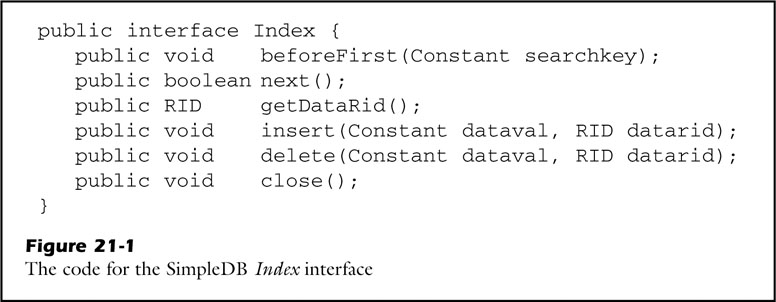 public interface Index {
public void beforeFirst(Constant searchkey);
public boolean next();
public RID getDataRid();
public void insert(Constant dataval, RID datarid);
public void delete(Constant dataval, RID datarid);
public void close();
}
Figure 21-1
The code for the SimpleDB Index interface